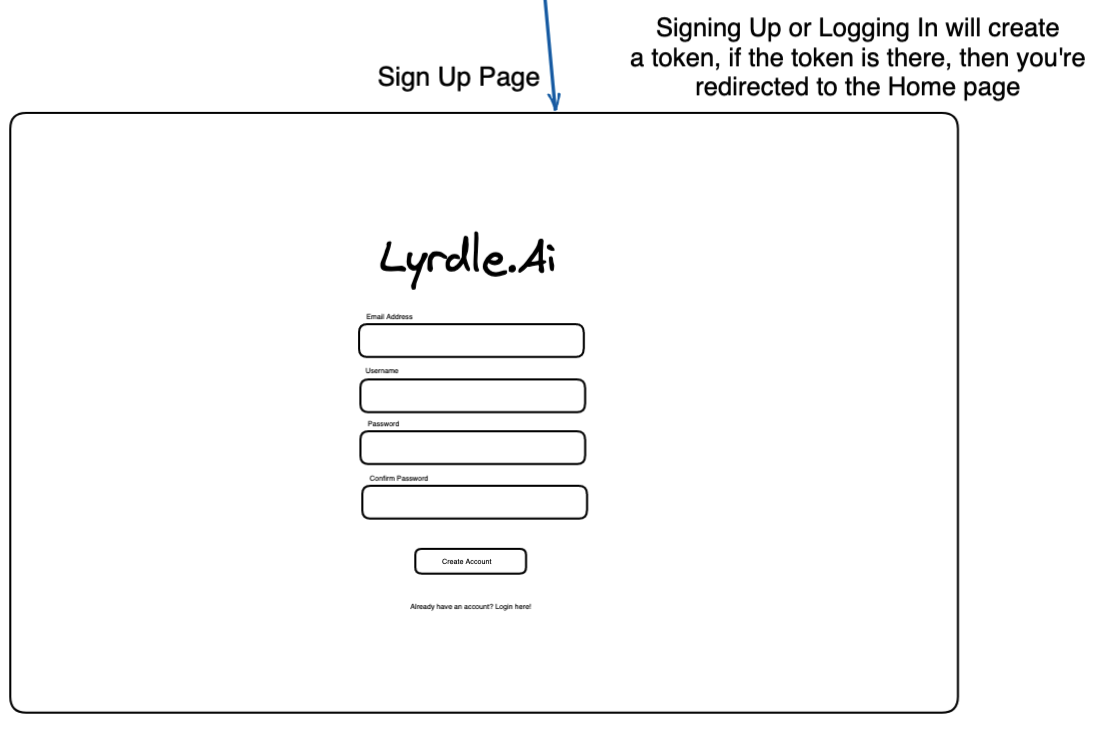 Signing Up or Logging In will create
a token, if the token is there, then you're
redirected to the Home page
Sign Up Page
Lyrdle.Ai
Email Address
Username
Password
Confirm Password
Create Account
Already have an account? Login here!